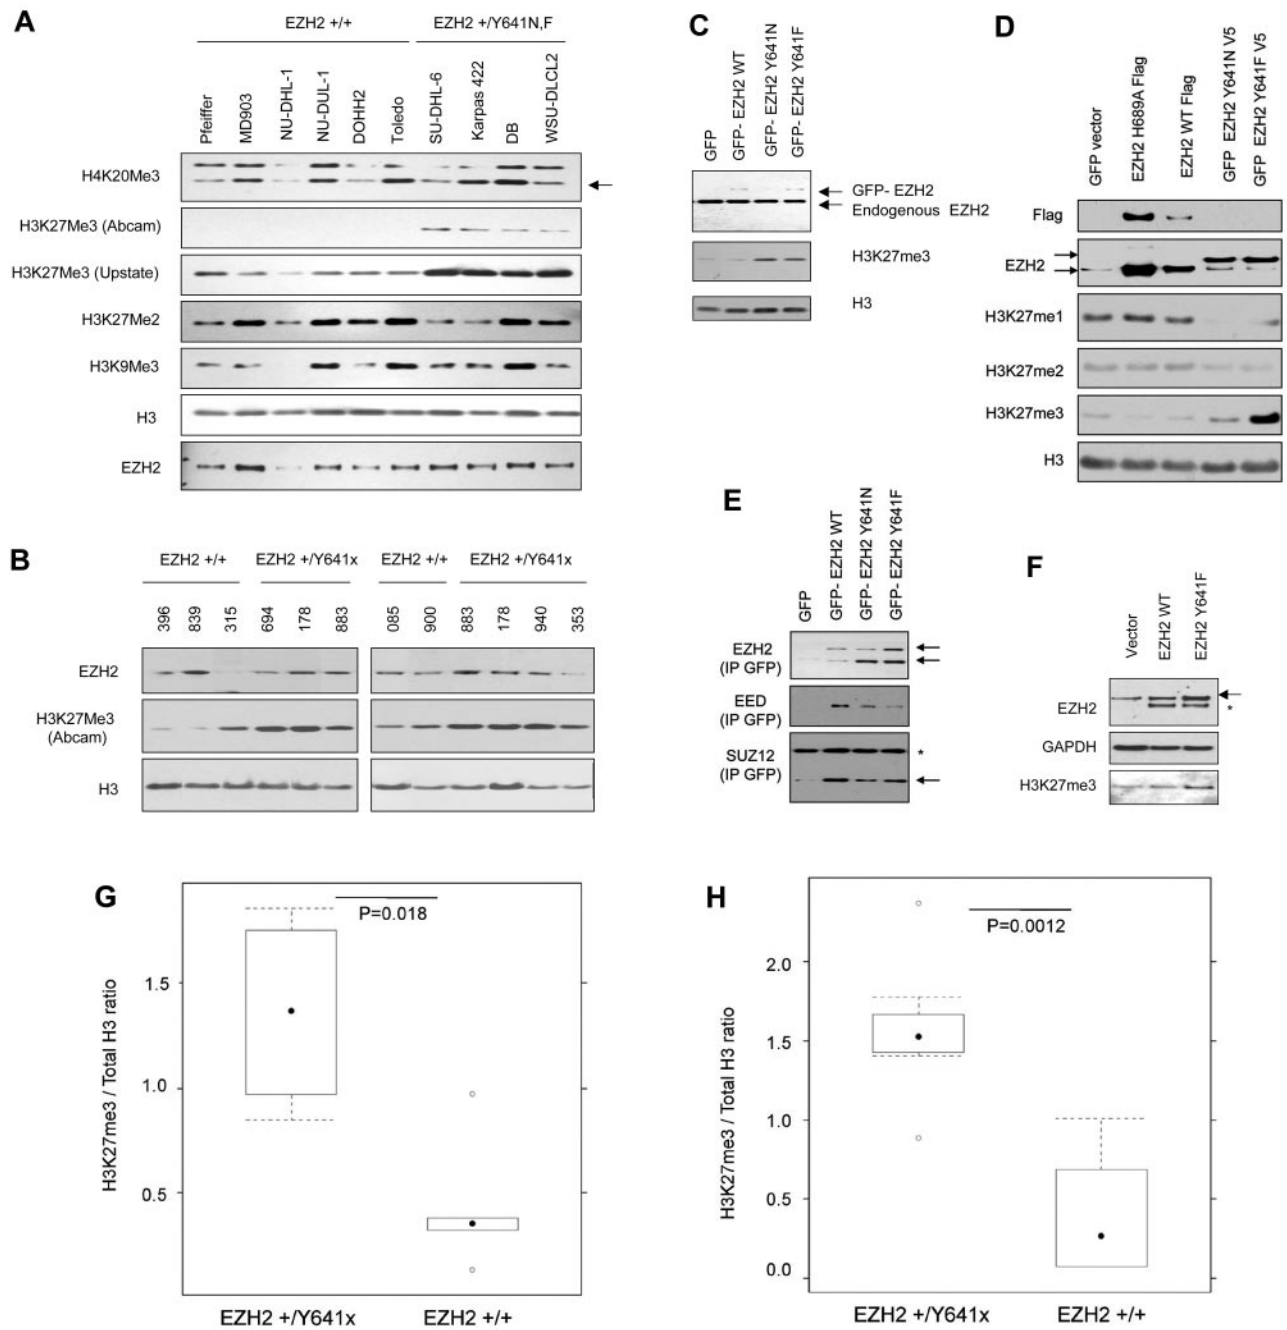 A
EZH2 +/+
EZH2 +/Y641N,F
Pfeiffer
MD903
NU-DHL-1
NU-DUL-1
DOHH2
Toledo
SU-DHL-6
Karpas 422
DB
WSU-DLCL2
H4K20Me3
H3K27Me3 (Abcam)
H3K27Me3 (Upstate)
H3K27Me2
H3K9Me3
H3
EZH2
B
EZH2 +/+
EZH2 +/Y641x
EZH2 +/+
EZH2 +/Y641x
396
839
315
694
178
883
085
900
883
178
940
353
EZH2
H3K27Me3
(Abcam)
H3
C
GFP
GFP- EZH2 WT
GFP- EZH2 Y641N
GFP- EZH2 Y641F
GFP- EZH2
Endogenous EZH2
H3K27me3
H3
D
GFP vector
EZH2 H689A Flag
EZH2 WT Flag
GFP EZH2 Y641N V5
GFP EZH2 Y641F V5
Flag
EZH2
H3K27me1
H3K27me2
H3K27me3
H3
E
GFP
GFP- EZH2 WT
GFP- EZH2 Y641N
GFP- EZH2 Y641F
EZH2
(IP GFP)
EED
(IP GFP)
SUZ12
(IP GFP)
*
F
Vector
EZH2 WT
EZH2 Y641F
EZH2
*
GAPDH
H3K27me3
G
P=0.018
H3K27me3 / Total H3 ratio
1.5
1.0
0.5
EZH2 +/Y641x
EZH2 +/+
H
P=0.0012
H3K27me3 / Total H3 ratio
2.0
1.5
1.0
0.5
0.0
EZH2 +/Y641x
EZH2 +/+